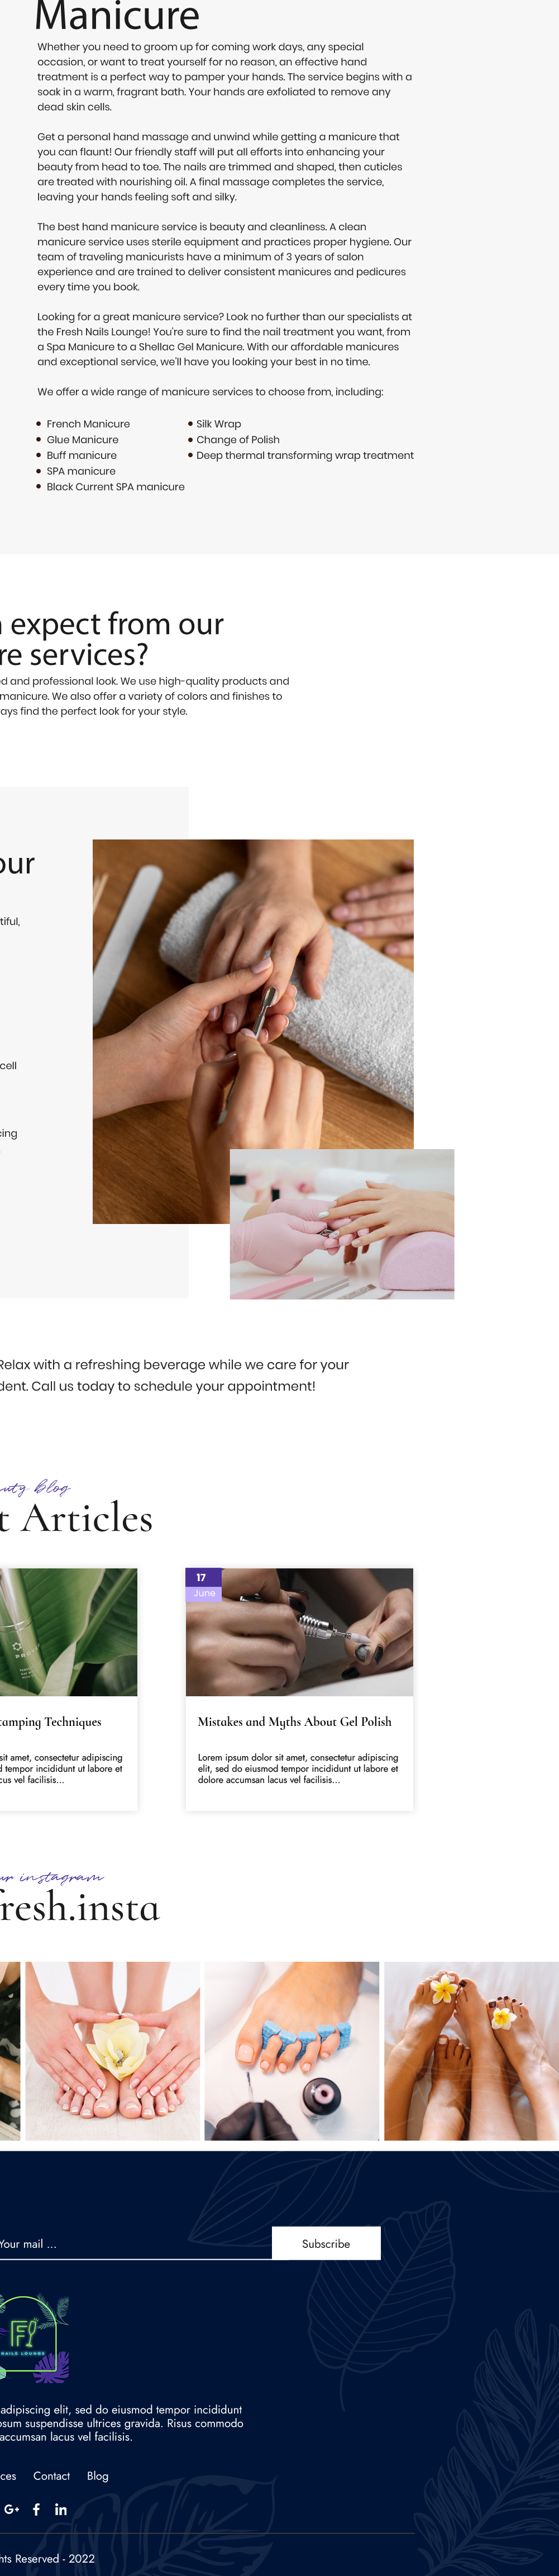 Manicure
Whether you need to groom up for coming work days, any special
occasion, or want to treat yourself for no reason, an effective hand
treatment is a perfect way to pamper your hands. The service begins with a
soak in a warm, fragrant bath. Your hands are exfoliated to remove any
dead skin cells.
Get a personal hand massage and unwind while getting a manicure that
you can flaunt! Our friendly staff will put all efforts into enhancing your
beauty from head to toe. The nails are trimmed and shaped, then cuticles
are treated with nourishing oil. A final massage completes the service,
leaving your hands feeling soft and silky.
The best hand manicure service is beauty and cleanliness. A clean
manicure service uses sterile equipment and practices proper hygiene. Our
team of traveling manicurists have a minimum of 3 years of salon
experience and are trained to deliver consistent manicures and pedicures
every time you book.
Looking for a great manicure service? Look no further than our specialists at
the Fresh Nails Lounge! You're sure to find the nail treatment you want, from
a Spa Manicure to a Shellac Gel Manicure. With our affordable manicures
and exceptional service, we'll have you looking your best in no time.
We offer a wide range of manicure services to choose from, including:
French Manicure
Glue Manicure
Buff manicure
SPA manicure
Black Current SPA manicure
Silk Wrap
Change of Polish
Deep thermal transforming wrap treatment
expect from our
re services?
ed and professional look. We use high-quality products and
manicure. We also offer a variety of colors and finishes to
ays find the perfect look for your style.
our
tiful,
cell
cing
Relax with a refreshing beverage while we care for your
dent. Call us today to schedule your appointment!
auty blog
t Articles
17
June
tamping Techniques
sit amet, consectetur adipiscing
d tempor incididunt ut labore et
cus vel facilisis...
Mistakes and Myths About Gel Polish
Lorem ipsum dolor sit amet, consectetur adipiscing
elit, sed do eiusmod tempor incididunt ut labore et
dolore accumsan lacus vel facilisis...
ur instagram
fresh.insta
Your mail ...
Subscribe
NAILS LOUNGE
adipiscing elit, sed do eiusmod tempor incididunt
psum suspendisse ultrices gravida. Risus commodo
accumsan lacus vel facilisis.
ces Contact Blog
G+ f in
hts Reserved - 2022